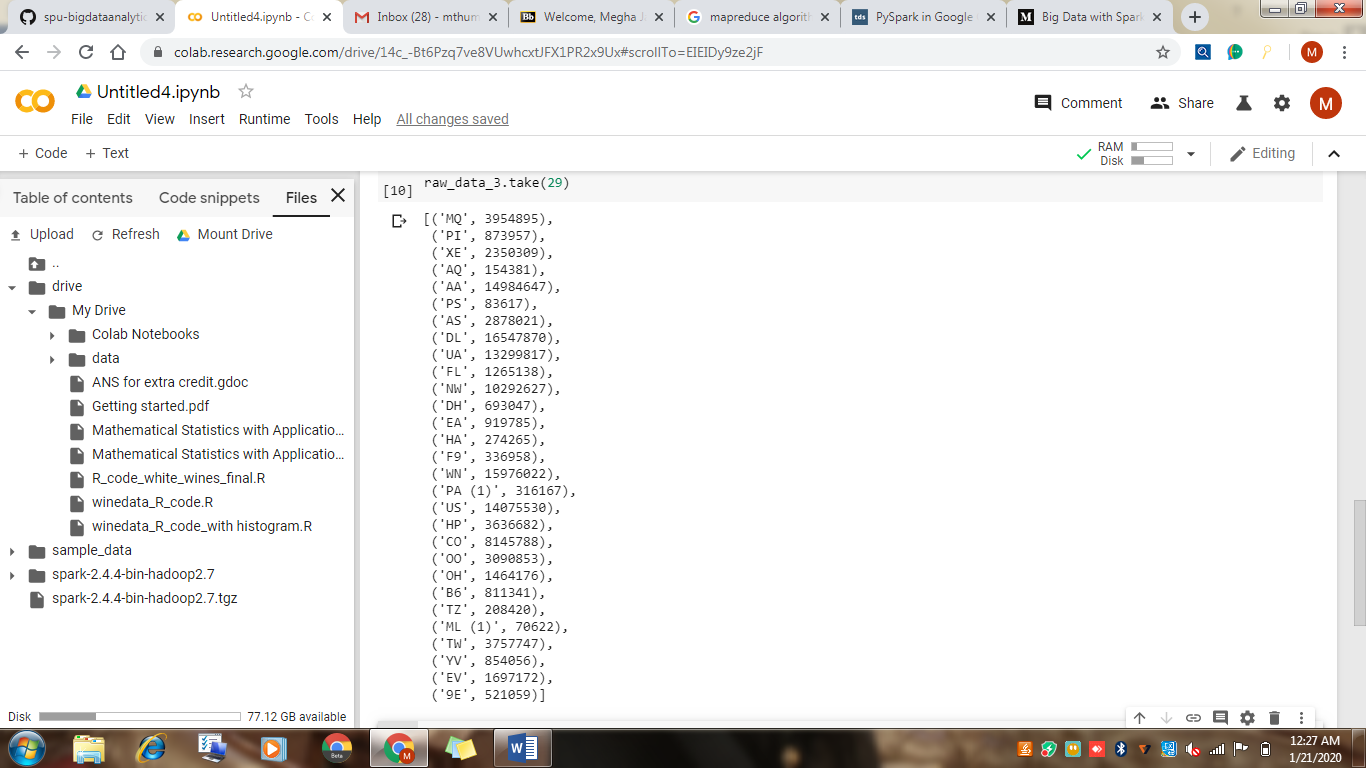 spu-bigdataanalytic
Untitled4.ipynb - Co
Inbox (28) - mthum
Welcome, Megha Ja
mapreduce algorith
PySpark in Google
Big Data with Spar
colab.research.google.com/drive/14c_-Bt6Pzq7ve8VUwhcxtJFX1PR2x9Ux#scrollTo=EIEIDy9ze2jF
Untitled4.ipynb
File Edit View Insert Runtime Tools Help All changes saved
Comment Share M
+ Code + Text
RAM
Disk
Editing
Table of contents Code snippets Files
Upload Refresh Mount Drive
..
drive
My Drive
Colab Notebooks
data
ANS for extra credit.gdoc
Getting started.pdf
Mathematical Statistics with Applicatio...
Mathematical Statistics with Applicatio...
R_code_white_wines_final.R
winedata_R_code.R
winedata_R_code_with histogram.R
sample_data
spark-2.4.4-bin-hadoop2.7
spark-2.4.4-bin-hadoop2.7.tgz
Disk 77.12 GB available
[10] raw_data_3.take(29)
[('MQ', 3954895),
('PI', 873957),
('XE', 2350309),
('AQ', 154381),
('AA', 14984647),
('PS', 83617),
('AS', 2878021),
('DL', 16547870),
('UA', 13299817),
('FL', 1265138),
('NW', 10292627),
('DH', 693047),
('EA', 919785),
('HA', 274265),
('F9', 336958),
('WN', 15976022),
('PA (1)', 316167),
('US', 14075530),
('HP', 3636682),
('CO', 8145788),
('OO', 3090853),
('OH', 1464176),
('B6', 811341),
('TZ', 208420),
('ML (1)', 70622),
('TW', 3757747),
('YV', 854056),
('EV', 1697172),
('9E', 521059)]
12:27 AM
1/21/2020